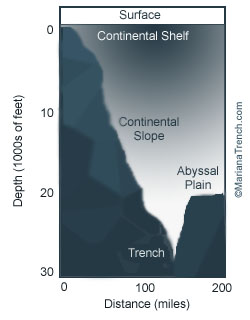 Surface
Continental Shelf
0
10
20
30
Depth (1000s of feet)
Continental
Slope
Abyssal
Plain
Trench
©MarianaTrench.com
0
100
200
Distance (miles)